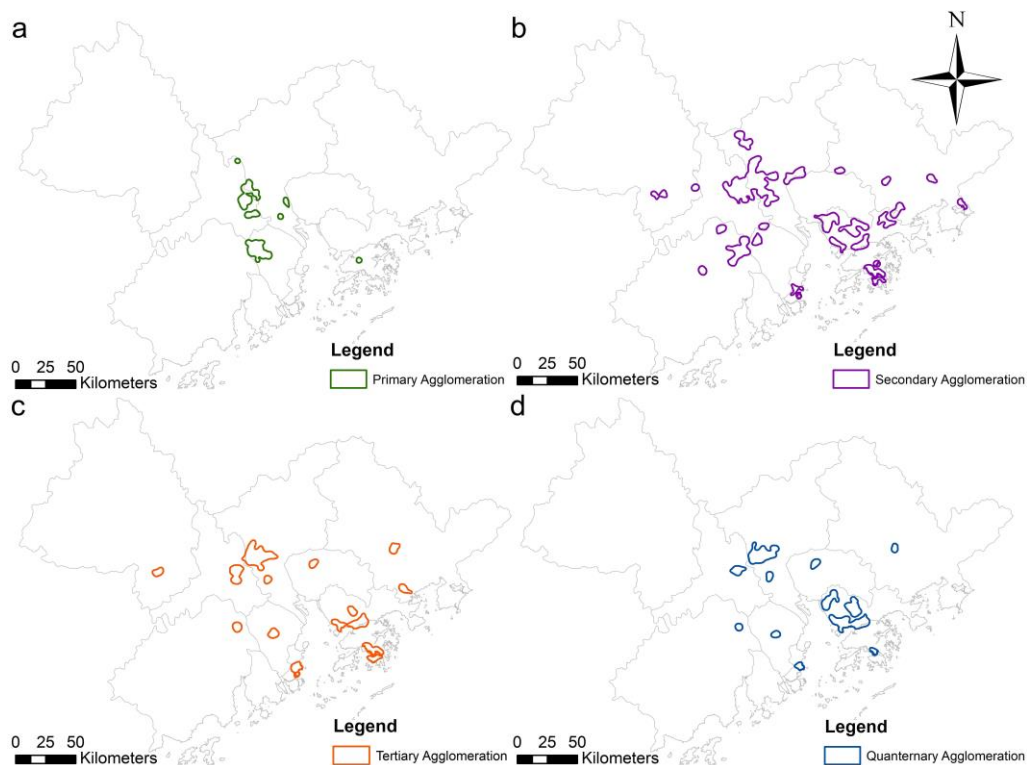 a
b
N
Legend
0 25 50
Kilometers
Primary Agglomeration
Legend
0 25 50
Kilometers
Secondary Agglomeration
c
d
Legend
0 25 50
Kilometers
Tertiary Agglomeration
Legend
0 25 50
Kilometers
Quanternary Agglomeration